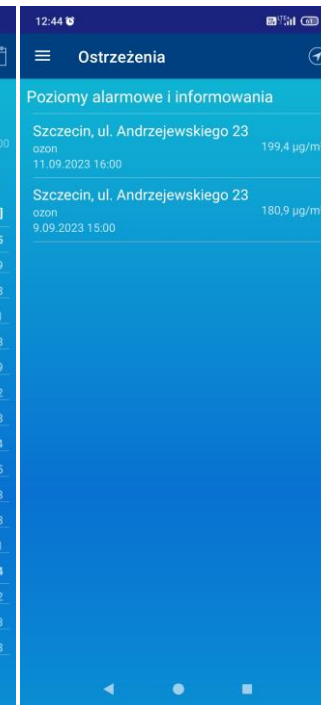 12:44
Ostrzeżenia
Poziomy alarmowe i informowania
Szczecin, ul. Andrzejewskiego 23
ozon
199,4 µg/m
11.09.2023 16:00
Szczecin, ul. Andrzejewskiego 23
ozon
180,9 µg/m
9.09.2023 15:00